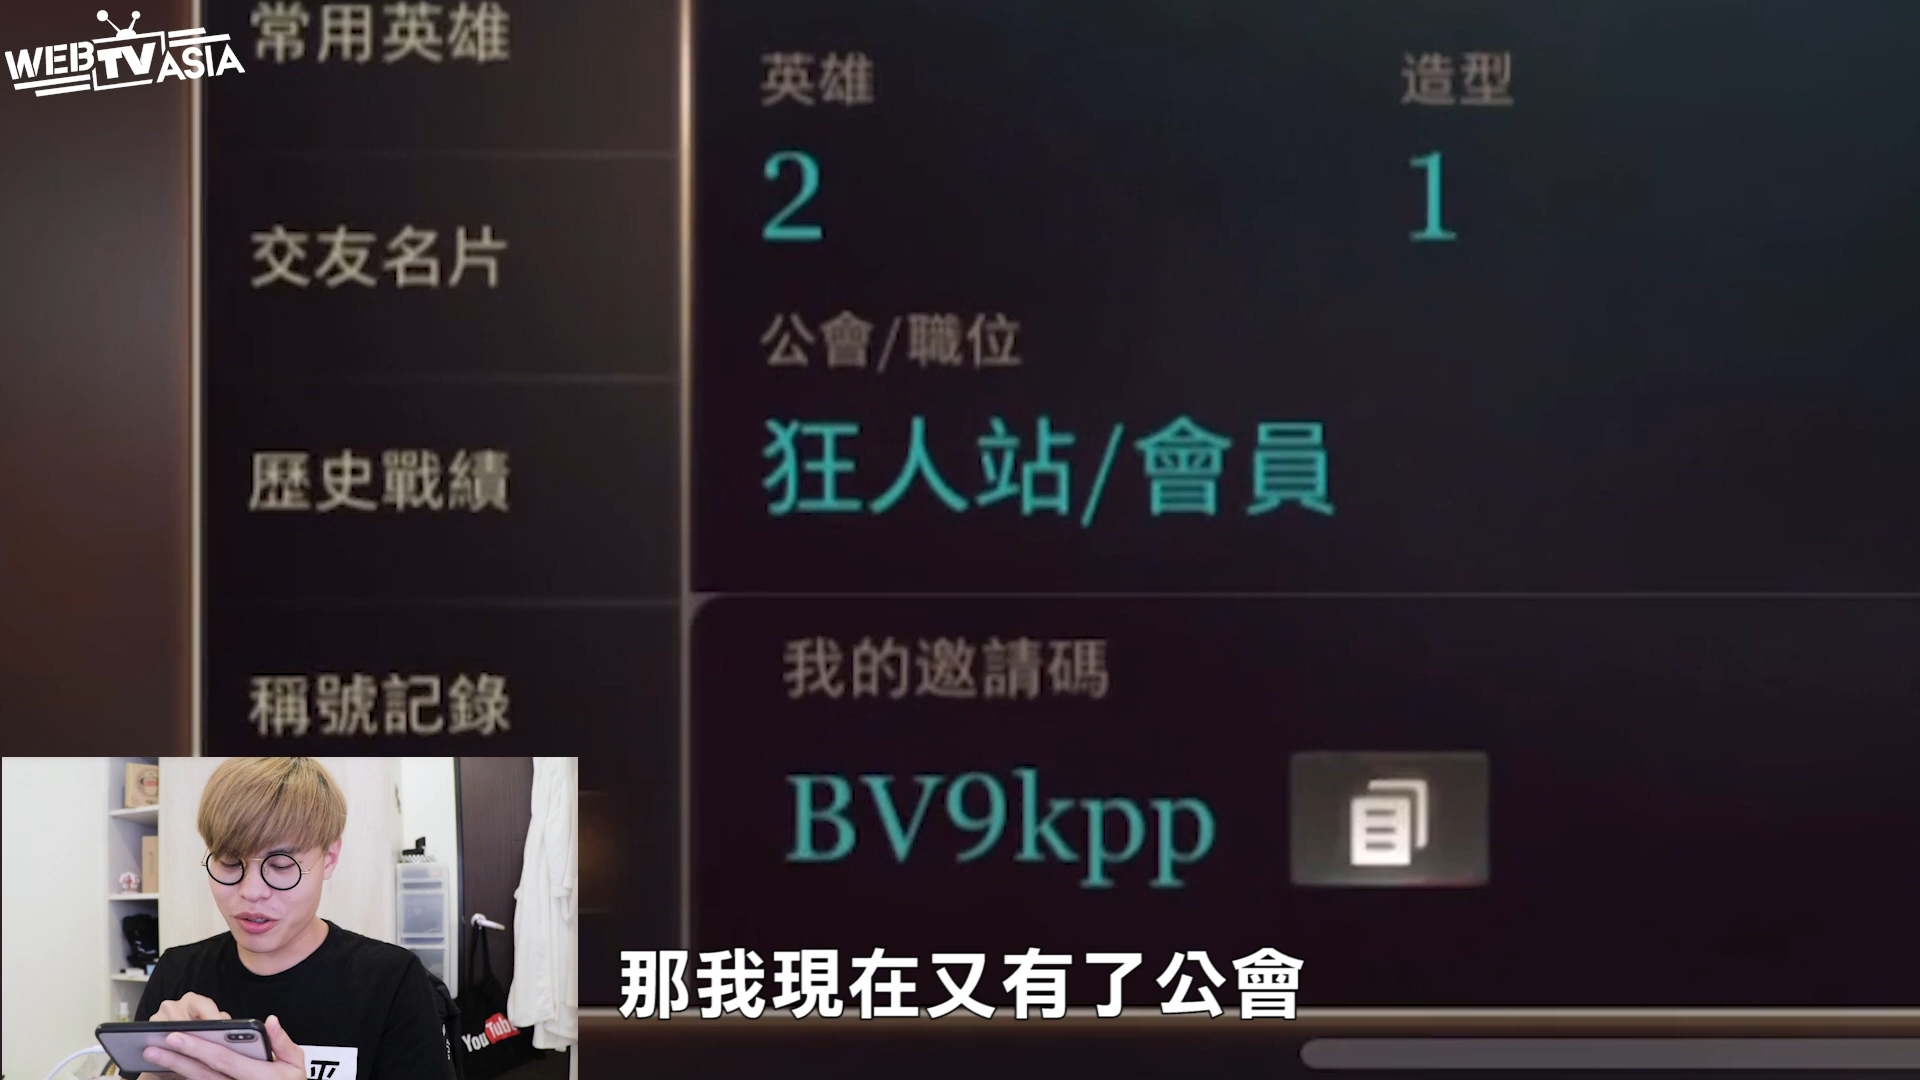 WEB TV ASIA
常用英雄
交友名片
歷史戰績
稱號記錄
英雄
造型
2
1
公會/職位
狂人站/會員
我的邀請碼
BV9kpp
YouTube
那我現在又有了公會